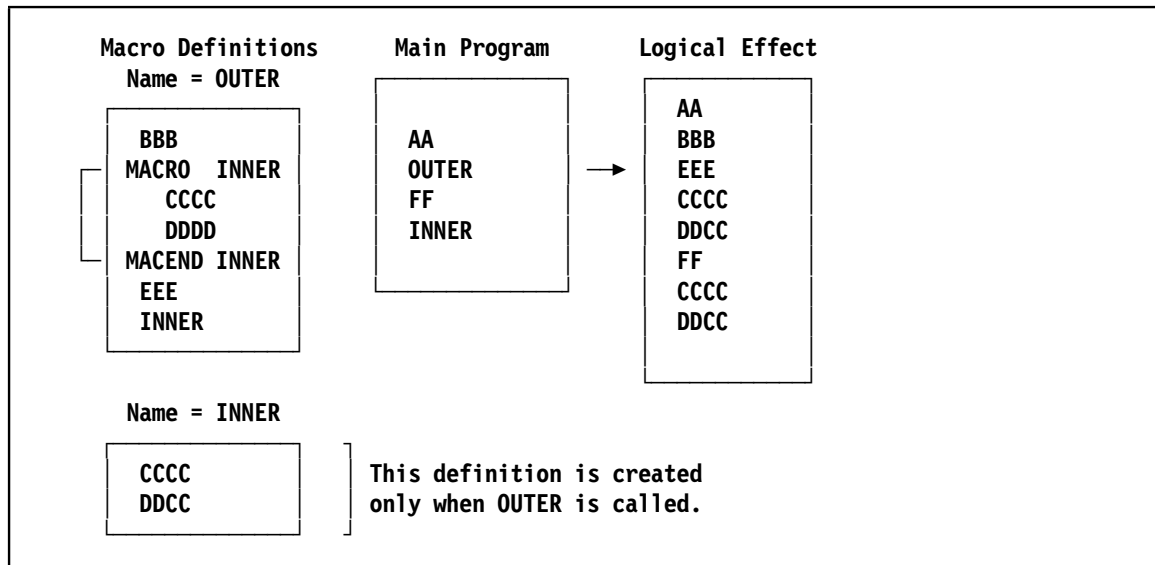 Macro Definitions Main Program Logical Effect
Name = OUTER
BBB
MACRO INNER
CCCC
DDDD
MACEND INNER
EEE
INNER
AA
OUTER
FF
INNER
AA
BBB
EEE
CCCC
DDCC
FF
CCCC
DDCC
Name = INNER
CCCC
DDCC
This definition is created
only when OUTER is called.